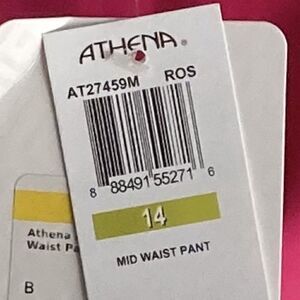 ATHENA®
AT27459M ROS
8 88491 55271 6
14
MID WAIST PANT
Athena
Waist Pa
B